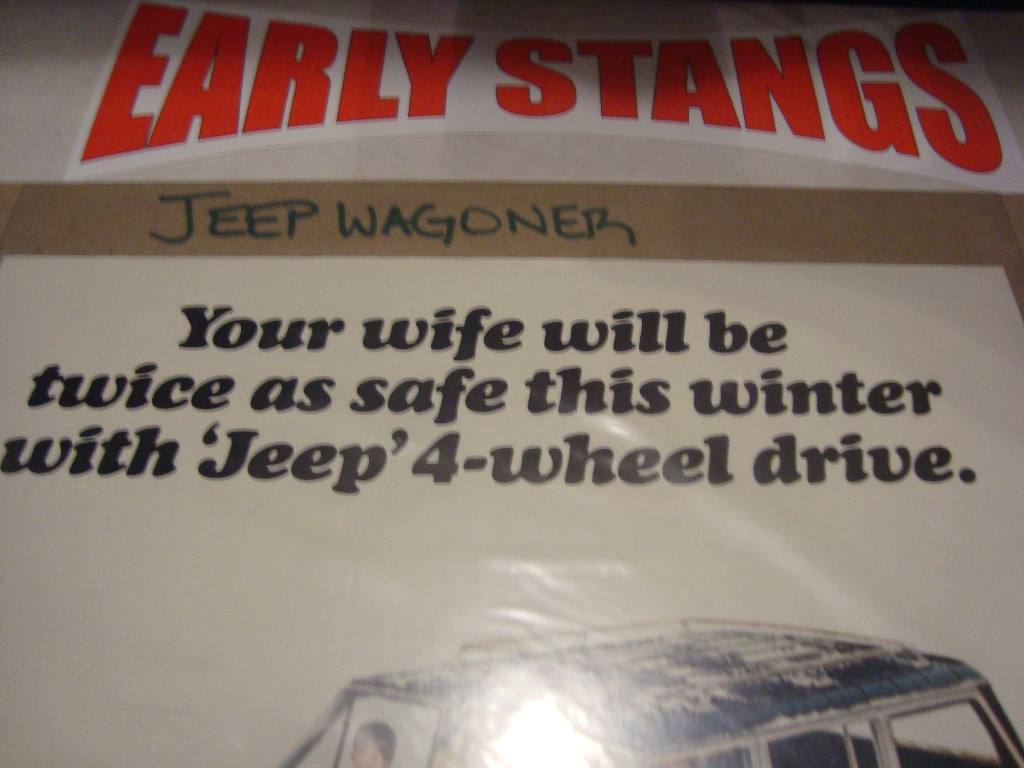 EARLY STANGS
JEEP WAGONER
Your wife will be
twice as safe this winter
with 'Jeep' 4-wheel drive.